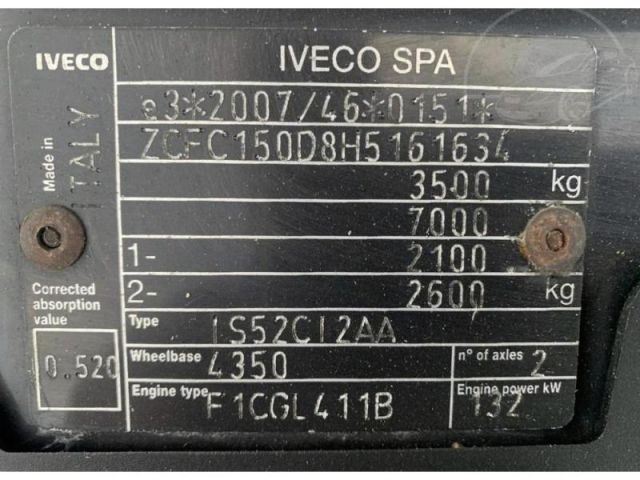 IVECO
IVECO SPA
Made in
ITALY
e3*2007/46*0151*
ZCFC150D8H5161634
3500 kg
7000
1- 2100
2- 2600 kg
Corrected
absorption
value
0.520
Type IS52CI2AA
Wheelbase 4350
n° of axles 2
Engine type F1CGL411B
Engine power kW 132